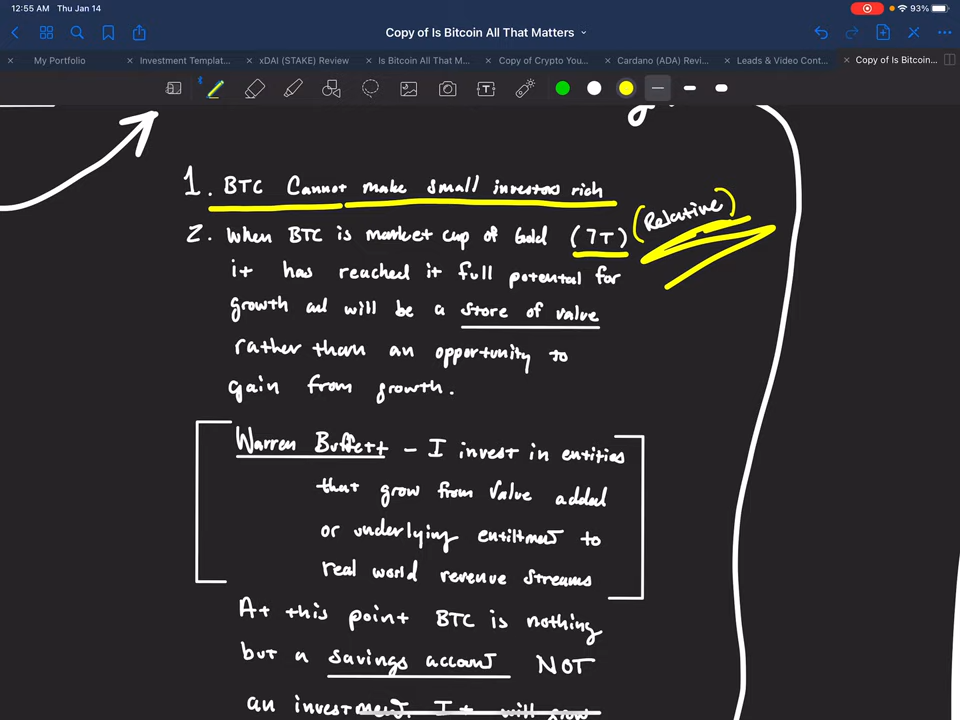 12:55 AM Thu Jan 14
93%
Copy of Is Bitcoin All That Matters
My Portfolio
Investment Templat...
xDAI (STAKE) Review
Is Bitcoin All That M...
Copy of Crypto You...
Cardano (ADA) Revi...
Leads & Video Cont...
Copy of Is Bitcoin...
1. BTC Cannot make small investors rich
2. When BTC is market cap of Gold (7T) (Relative)
it has reached it full potential for
growth ad will be a store of value
rather than an opportunity to
gain from growth.
Warren Buffett - I invest in entities
that grow from value added
or underlying entiltment to
real world revenue streams
At this point BTC is nothing
but a savings account NOT
an investment. It will grow